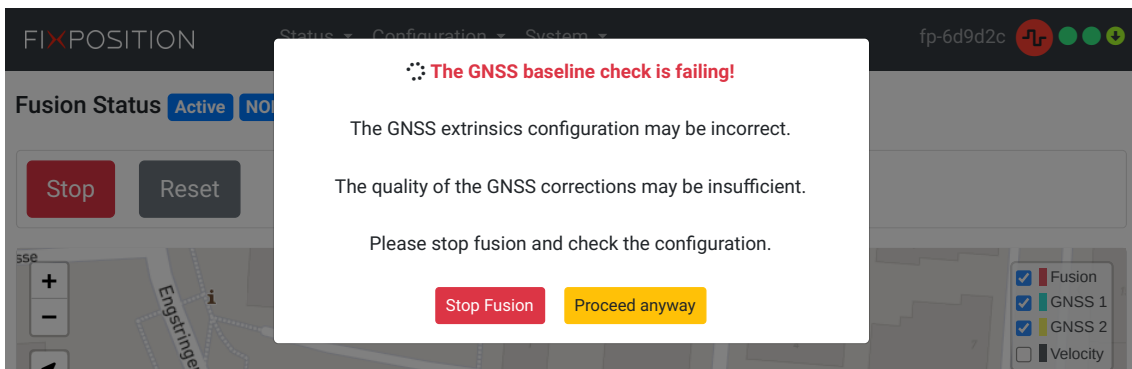 FIXPOSITION
Status Configuration System
fp-6d9d2c
The GNSS baseline check is failing!
Fusion Status Active
The GNSS extrinsics configuration may be incorrect.
The quality of the GNSS corrections may be insufficient.
Stop Reset
Please stop fusion and check the configuration.
Stop Fusion Proceed anyway
sse
+
−
i
Engstringer
Fusion
GNSS 1
GNSS 2
Velocity
7